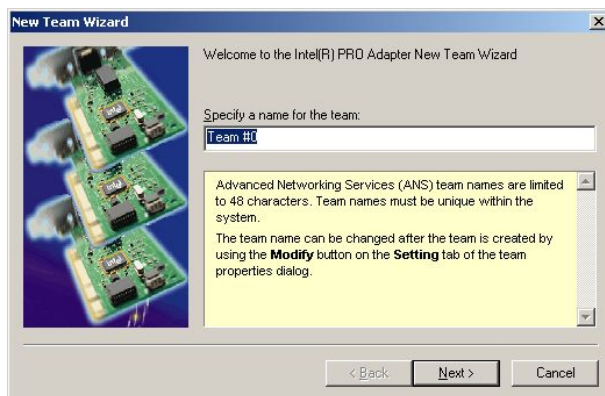 New Team Wizard
Welcome to the Intel(R) PRO Adapter New Team Wizard
Specify a name for the team:
Team #0
Advanced Networking Services (ANS) team names are limited
to 48 characters. Team names must be unique within the
system.
The team name can be changed after the team is created by
using the Modify button on the Setting tab of the team
properties dialog.
< Back
Next >
Cancel